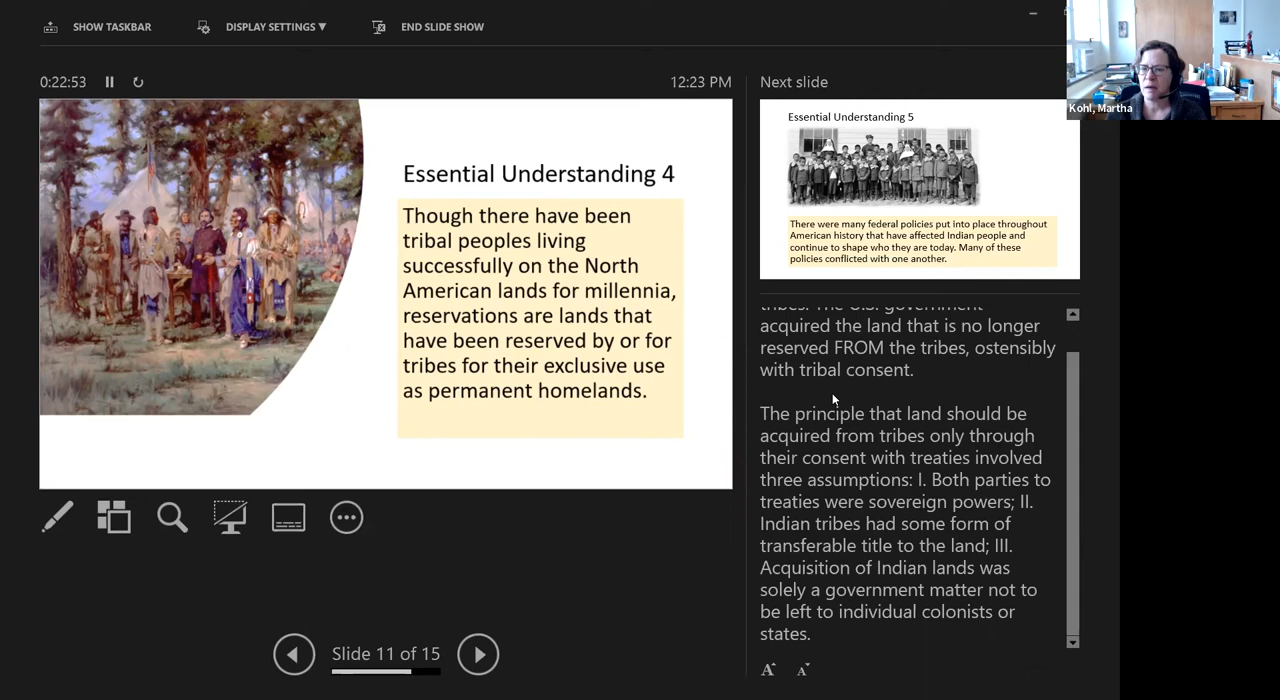 SHOW TASKBAR
DISPLAY SETTINGS ▼
END SLIDE SHOW
0:22:53
12:23 PM
Next slide
Kohl, Martha
Essential Understanding 4
Though there have been
tribal peoples living
successfully on the North
American lands for millennia,
reservations are lands that
have been reserved by or for
tribes for their exclusive use
as permanent homelands.
Essential Understanding 5
There were many federal policies put into place throughout
American history that have affected Indian people and
continue to shape who they are today. Many of these
policies conflicted with one another.
tribes. The U.S. government
acquired the land that is no longer
reserved FROM the tribes, ostensibly
with tribal consent.
The principle that land should be
acquired from tribes only through
their consent with treaties involved
three assumptions: I. Both parties to
treaties were sovereign powers; II.
Indian tribes had some form of
transferable title to the land; III.
Acquisition of Indian lands was
solely a government matter not to
be left to individual colonists or
states.
Slide 11 of 15
A A